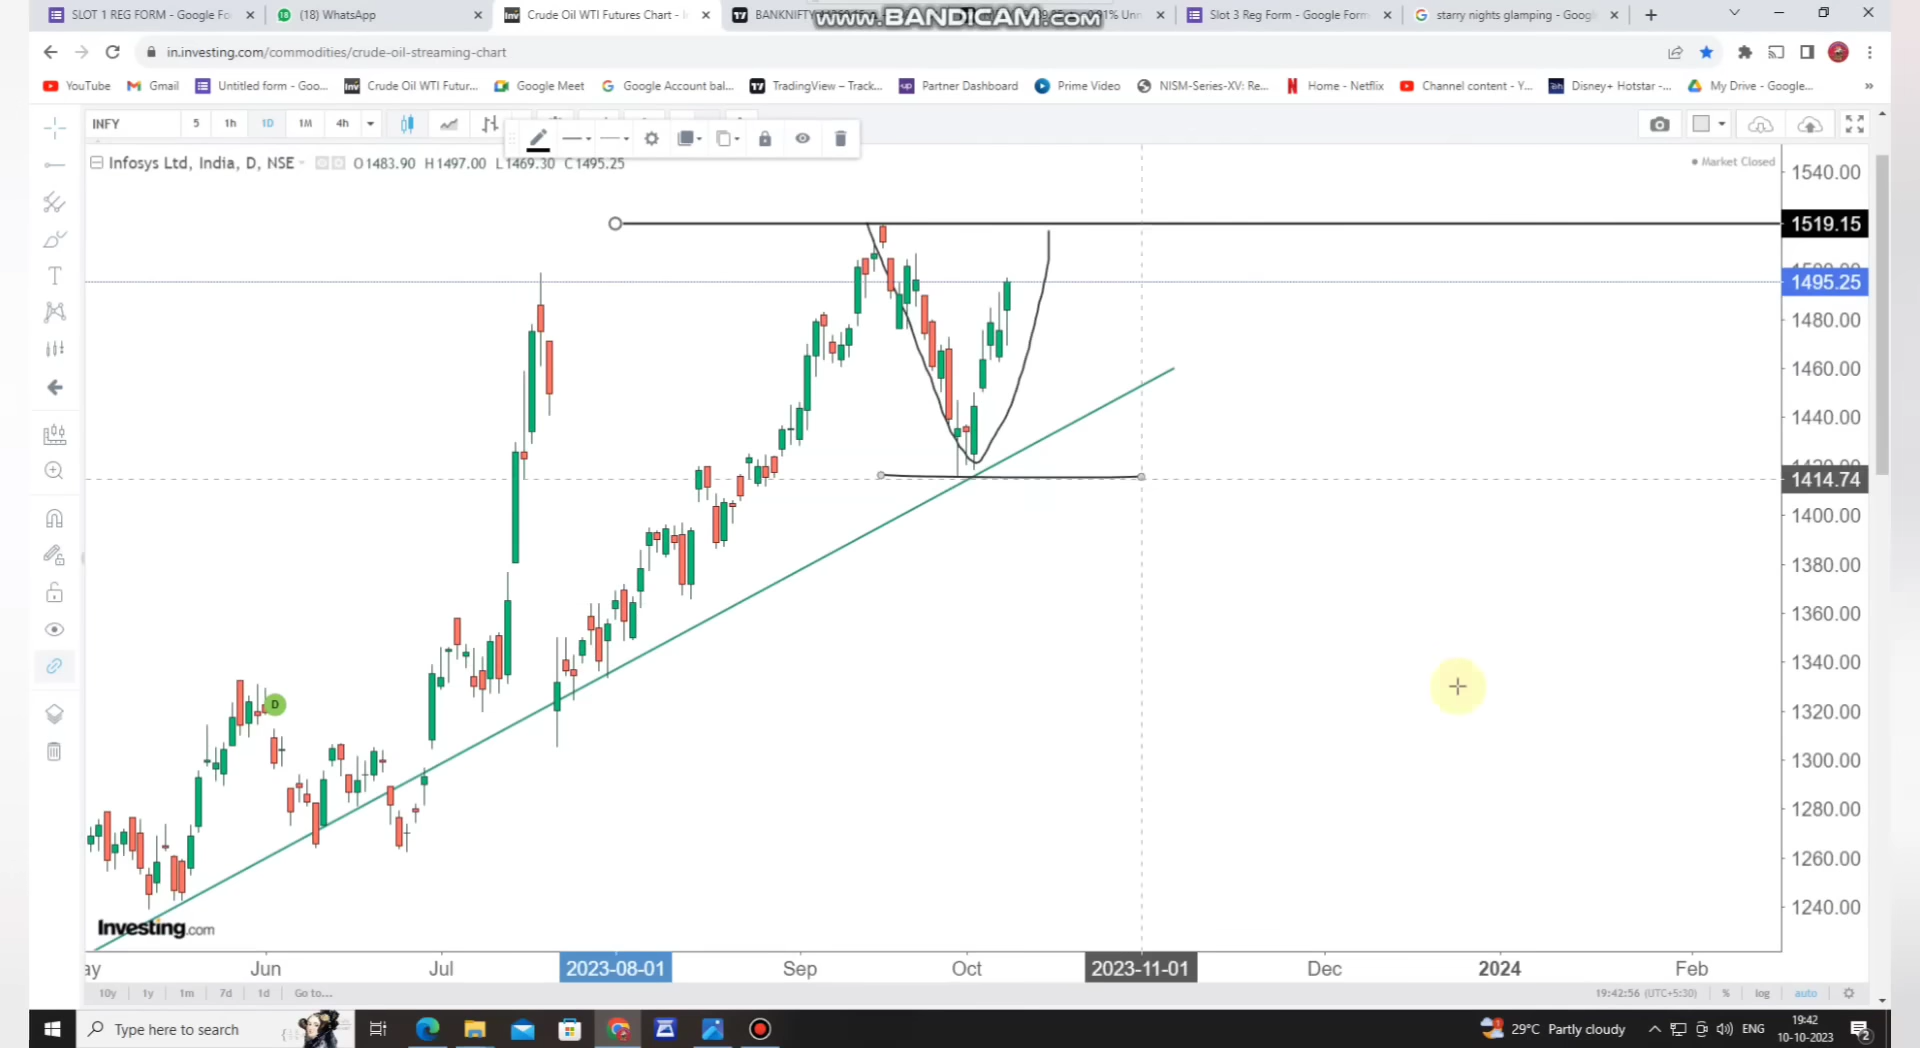 SLOT 1 REG FORM - Google Fo
(18) WhatsApp
Crude Oil WTI Futures Chart - I
BANKNIFTY
www.BANDICAM.com
Slot 3 Reg Form - Google Form
starry nights glamping - Goog
in.investing.com/commodities/crude-oil-streaming-chart
YouTube
Gmail
Untitled form - Goo...
Crude Oil WTI Futur...
Google Meet
Google Account bal...
TradingView – Track...
Partner Dashboard
Prime Video
NISM-Series-XV: Re...
Home - Netflix
Channel content - Y...
Disney+ Hotstar -...
My Drive - Google...
INFY
5
1h
1D
1M
4h
Infosys Ltd, India, D, NSE
O1483.90 H1497.00 L1469.30 C1495.25
Market Closed
1540.00
1519.15
1495.25
1480.00
1460.00
1440.00
1414.74
1400.00
1380.00
1360.00
1340.00
1320.00
1300.00
1280.00
1260.00
1240.00
D
Investing.com
ay
Jun
Jul
2023-08-01
Sep
Oct
2023-11-01
Dec
2024
Feb
10y
1y
1m
7d
1d
Go to...
19:42:56 (UTC+5:30)
%
log
auto
Type here to search
29°C Partly cloudy
ENG
19:42
10-10-2023
2